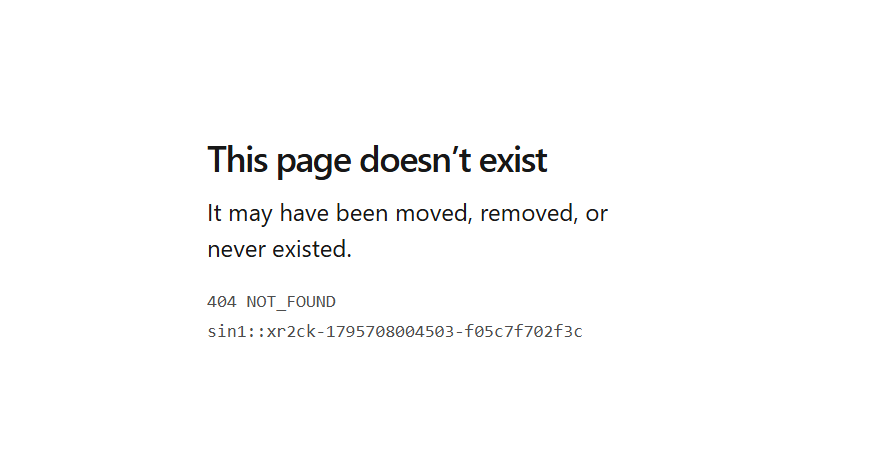 This page doesn’t exist
It may have been moved, removed, or
never existed.
404 NOT_FOUND
sin1::xr2ck-1795708004503-f05c7f702f3c